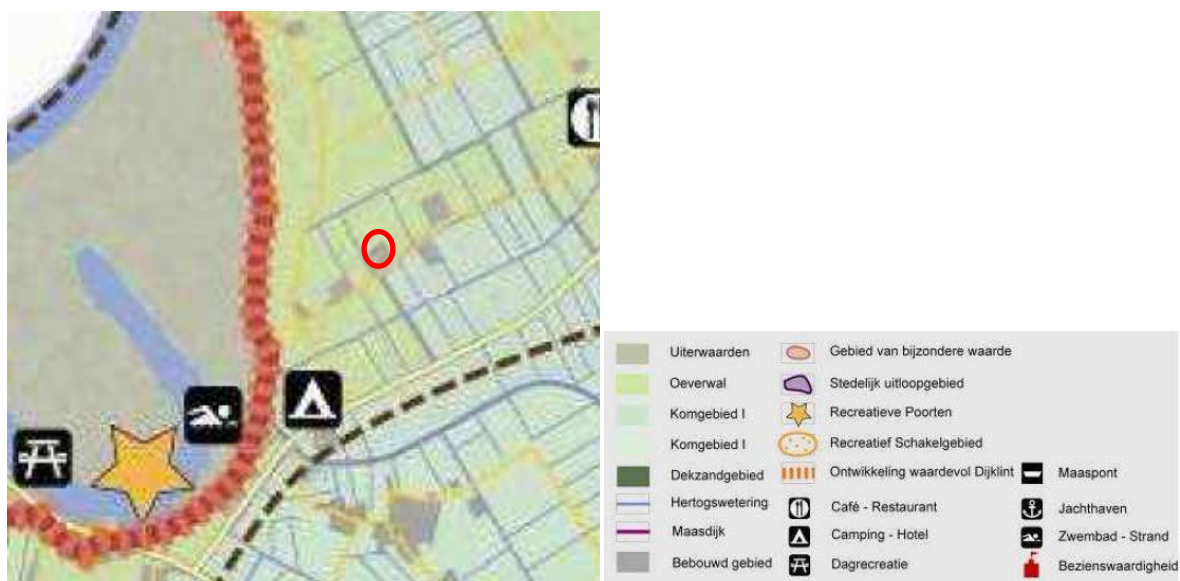 Uiterwaarden
Oeverwal
Komgebied I
Komgebied I
Dekzandgebied
Hertogswetering
Maasdijk
Bebouwd gebied
Gebied van bijzondere waarde
Stedelijk uitloopgebied
Recreatieve Poorten
Recreatief Schakelgebied
Ontwikkeling waardevol Dijklint
Café - Restaurant
Camping - Hotel
Dagrecreatie
Maaspont
Jachthaven
Zwembad - Strand
Bezienswaardigheid